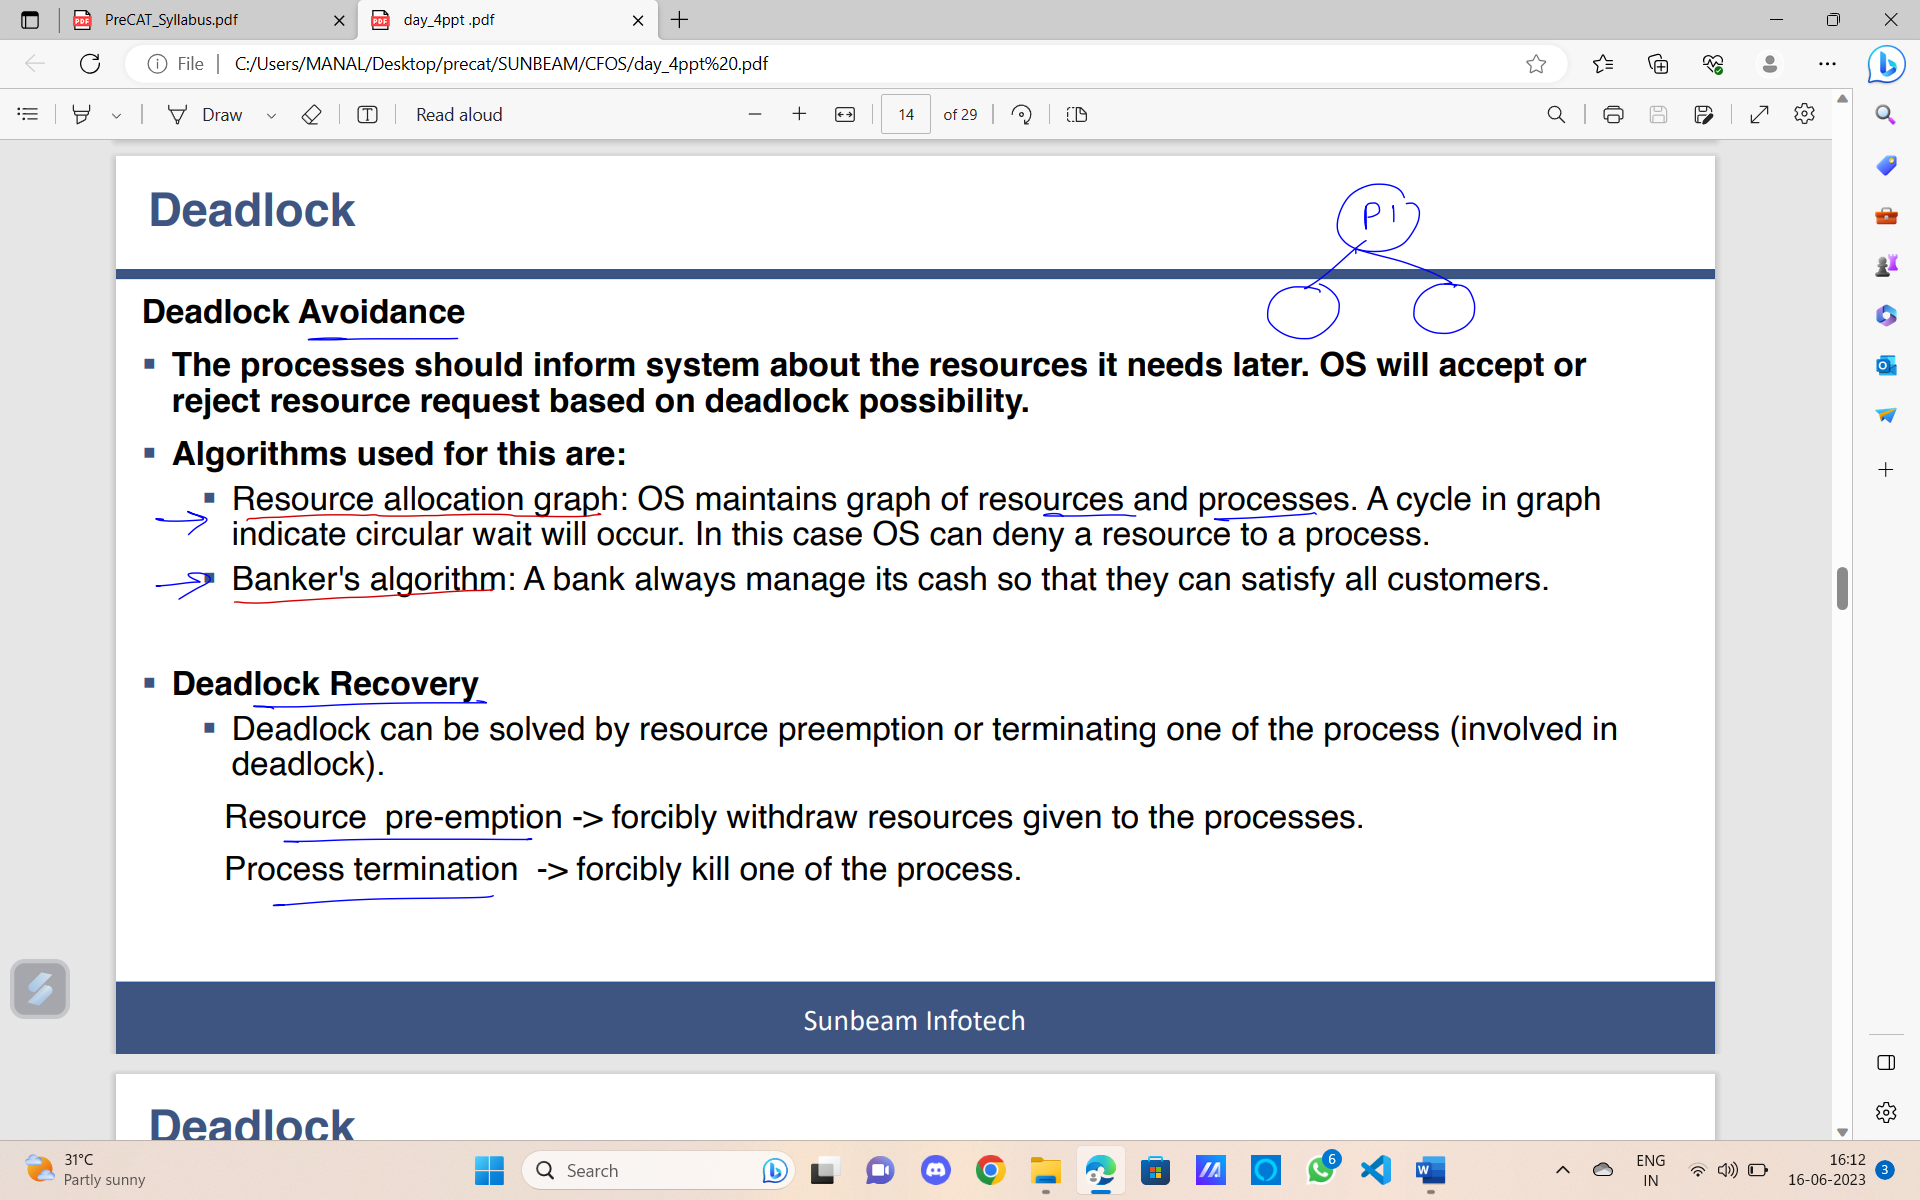 PreCAT_Syllabus.pdf
day_4ppt .pdf
File
C:/Users/MANAL/Desktop/precat/SUNBEAM/CFOS/day_4ppt%20.pdf
Draw
Read aloud
14
of 29
Deadlock
P1
Deadlock Avoidance
The processes should inform system about the resources it needs later. OS will accept or
reject resource request based on deadlock possibility.
Algorithms used for this are:
Resource allocation graph: OS maintains graph of resources and processes. A cycle in graph
indicate circular wait will occur. In this case OS can deny a resource to a process.
Banker's algorithm: A bank always manage its cash so that they can satisfy all customers.
Deadlock Recovery
Deadlock can be solved by resource preemption or terminating one of the process (involved in
deadlock).
Resource pre-emption -> forcibly withdraw resources given to the processes.
Process termination -> forcibly kill one of the process.
Sunbeam Infotech
Deadlock
31°C
Partly sunny
Search
6
ENG
IN
16:12
16-06-2023
3